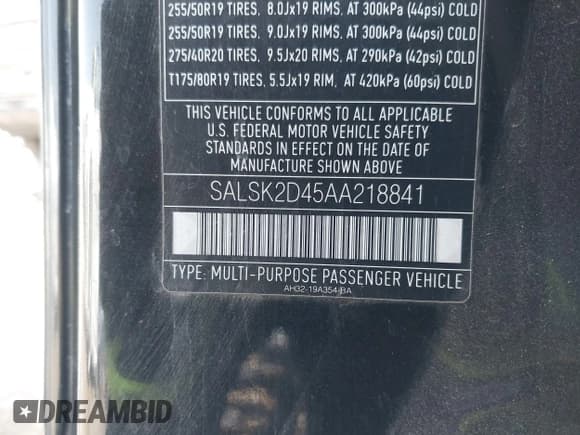 255/50R19 TIRES, 8.0Jx19 RIMS, AT 300kPa (44psi) COLD
255/50R19 TIRES, 9.0Jx19 RIMS, AT 300kPa (44psi) COLD
275/40R20 TIRES, 9.5Jx20 RIMS, AT 290kPa (42psi) COLD
T175/80R19 TIRES, 5.5Jx19 RIM, AT 420kPa (60psi) COLD
THIS VEHICLE CONFORMS TO ALL APPLICABLE
U.S. FEDERAL MOTOR VEHICLE SAFETY
STANDARDS IN EFFECT ON THE DATE OF
MANUFACTURE SHOWN ABOVE
SALSK2D45AA218841
TYPE: MULTI-PURPOSE PASSENGER VEHICLE
AH32-19A354-BA
DREAMBID